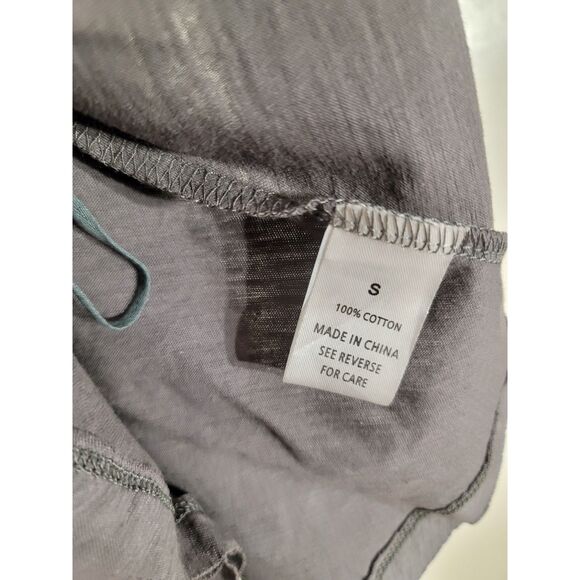 S
100% COTTON
MADE IN CHINA
SEE REVERSE
FOR CARE